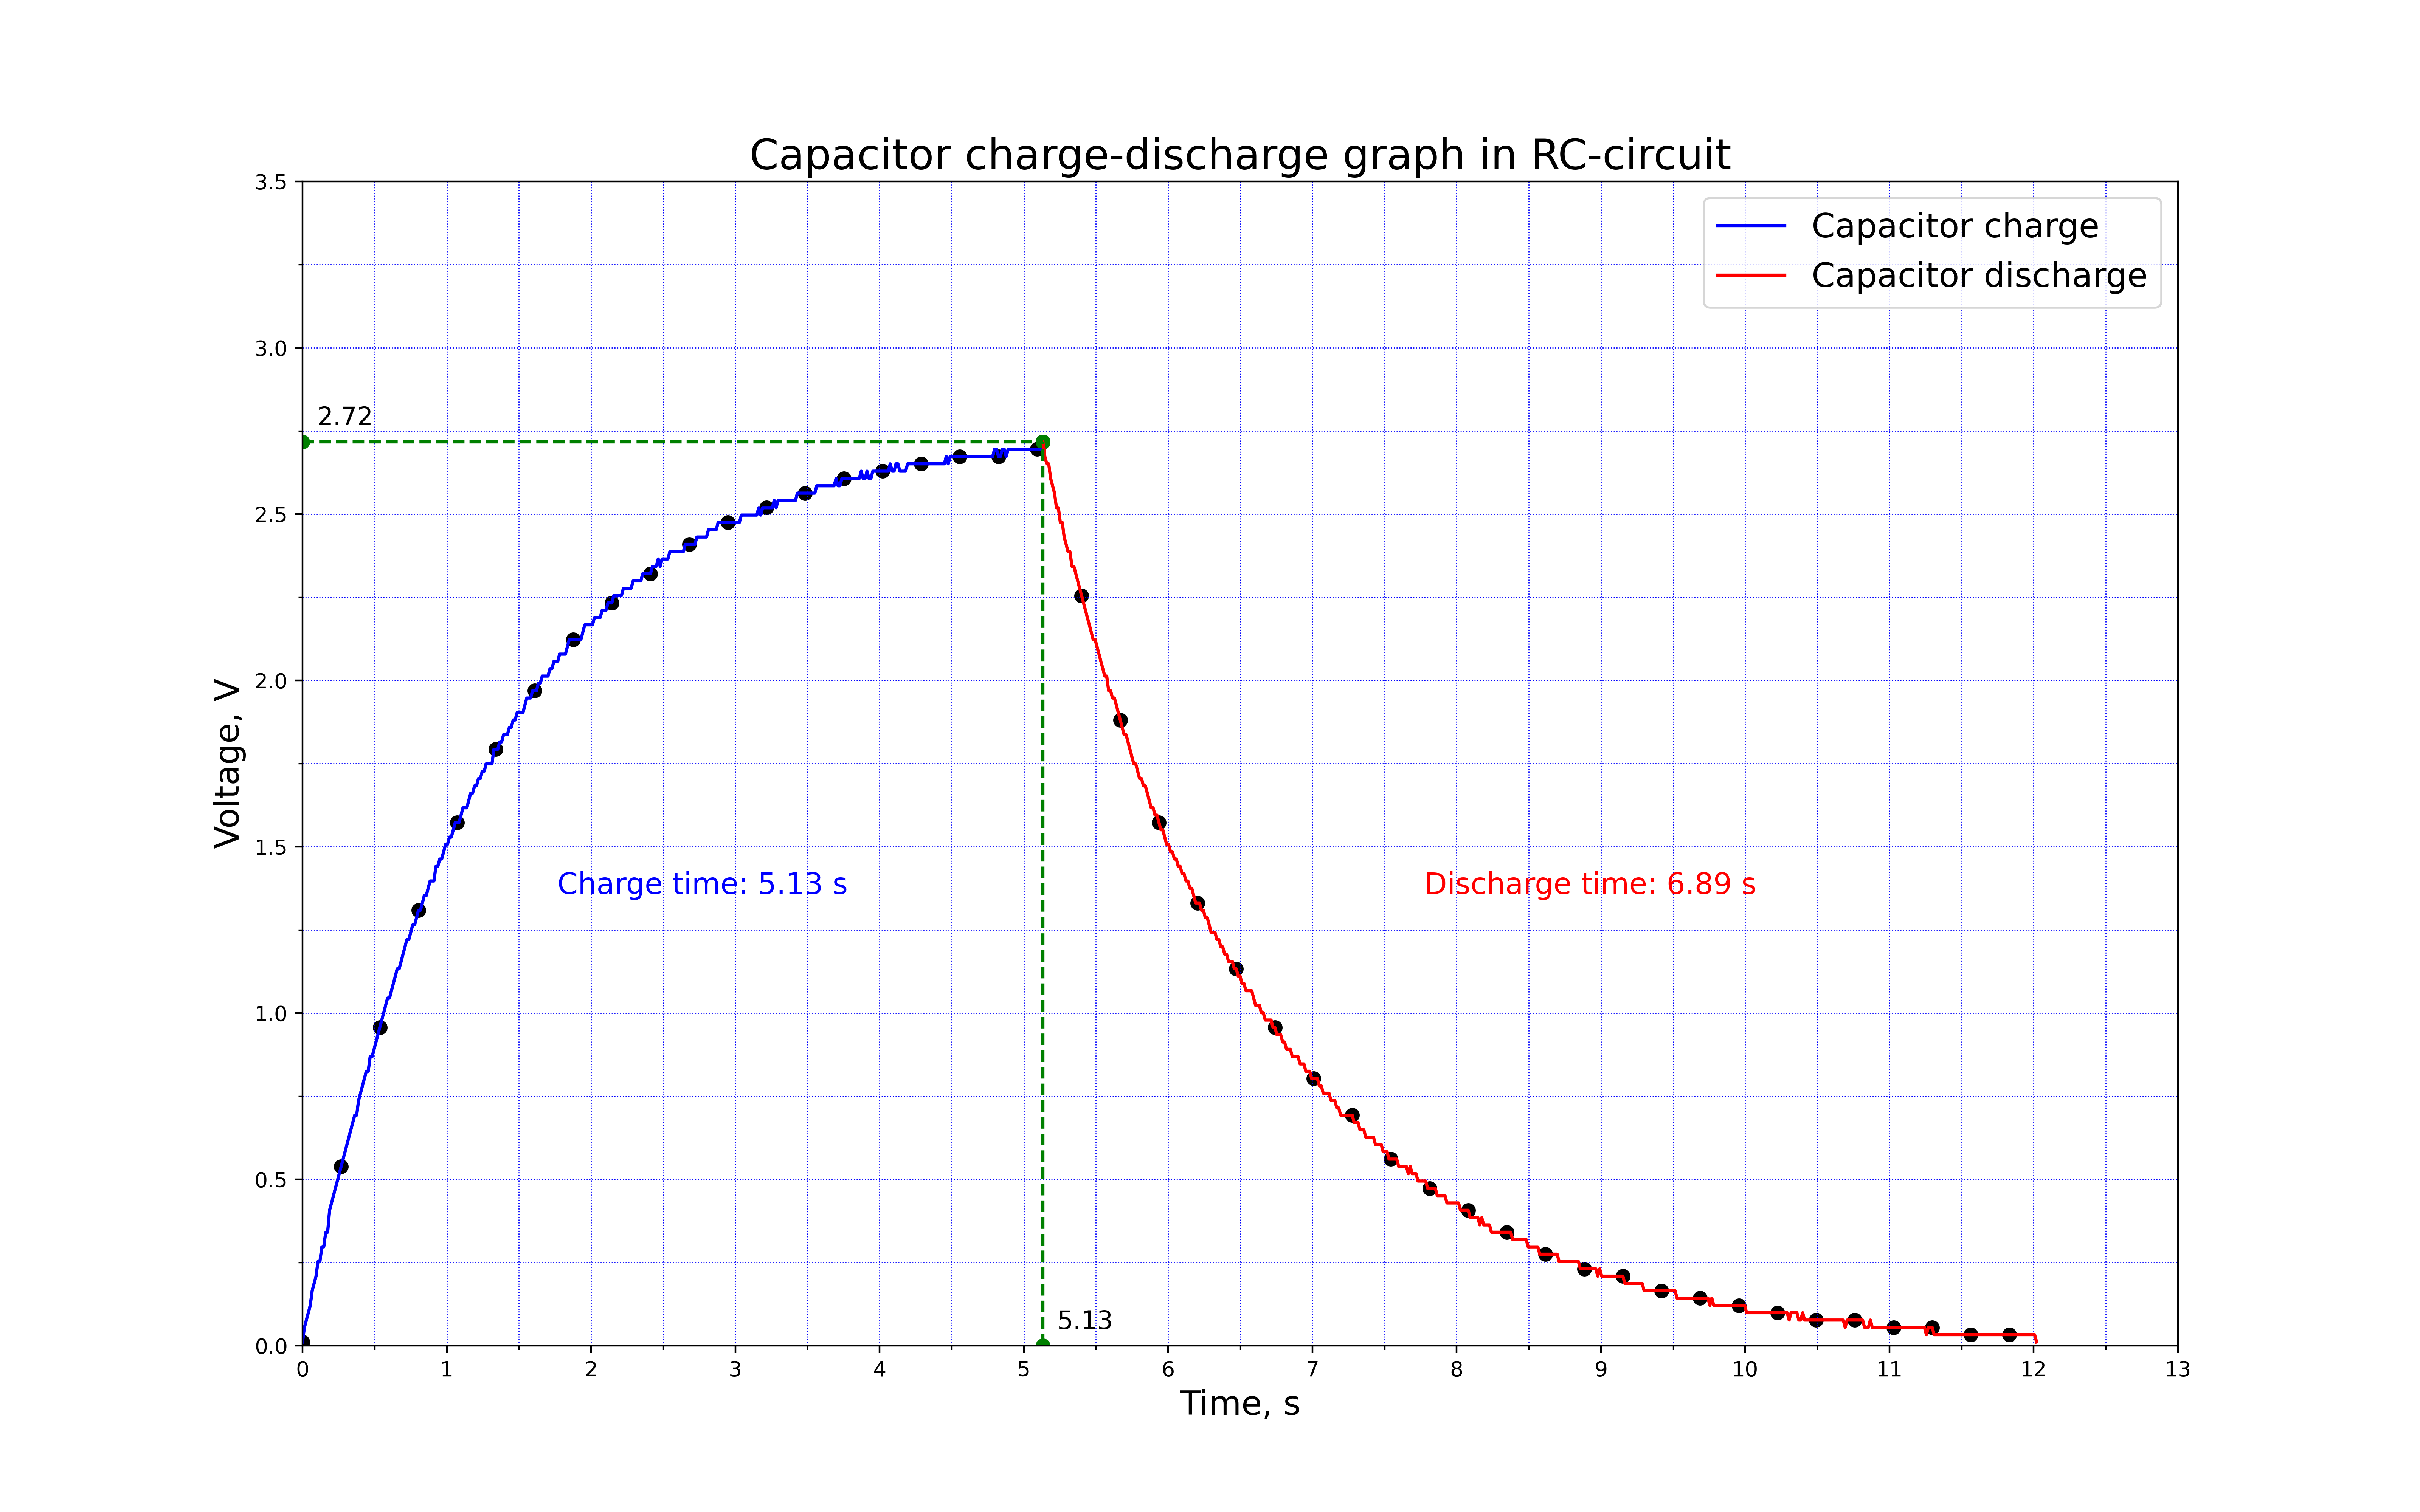 Capacitor charge-discharge graph in RC-circuit
Capacitor charge
Capacitor discharge
3.5
3.0
2.5
2.0
1.5
1.0
0.5
0.0
Voltage, V
2.72
Charge time: 5.13 s
Discharge time: 6.89 s
5.13
0 1 2 3 4 5 6 7 8 9 10 11 12 13
Time, s